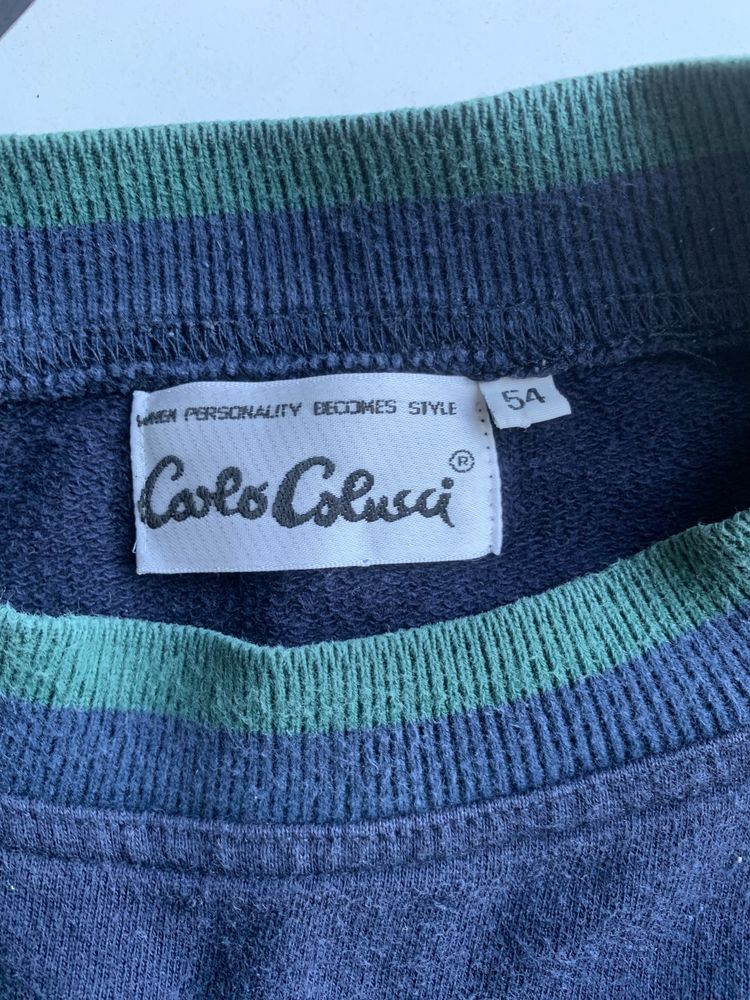 WHEN PERSONALITY BECOMES STYLE
54
Carlo Colucci ®